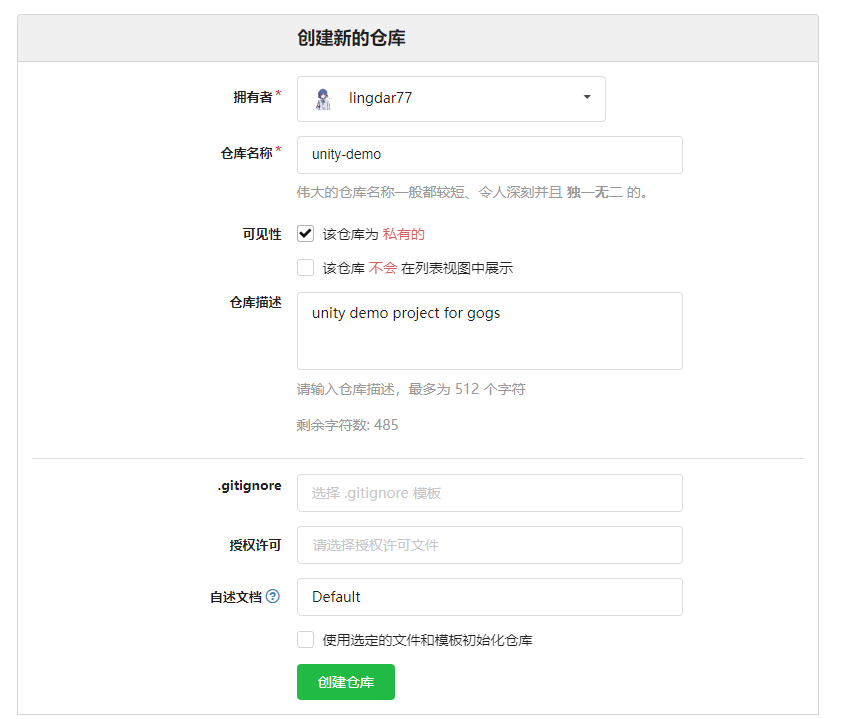 创建新的仓库
拥有者*
lingdar77
仓库名称*
unity-demo
伟大的仓库名称一般都较短、令人深刻并且 独一无二 的。
可见性
该仓库为 私有的
该仓库 不会 在列表视图中展示
仓库描述
unity demo project for gogs
请输入仓库描述，最多为 512 个字符
剩余字符数: 485
.gitignore
选择 .gitignore 模板
授权许可
请选择授权许可文件
自述文档
Default
使用选定的文件和模板初始化仓库
创建仓库